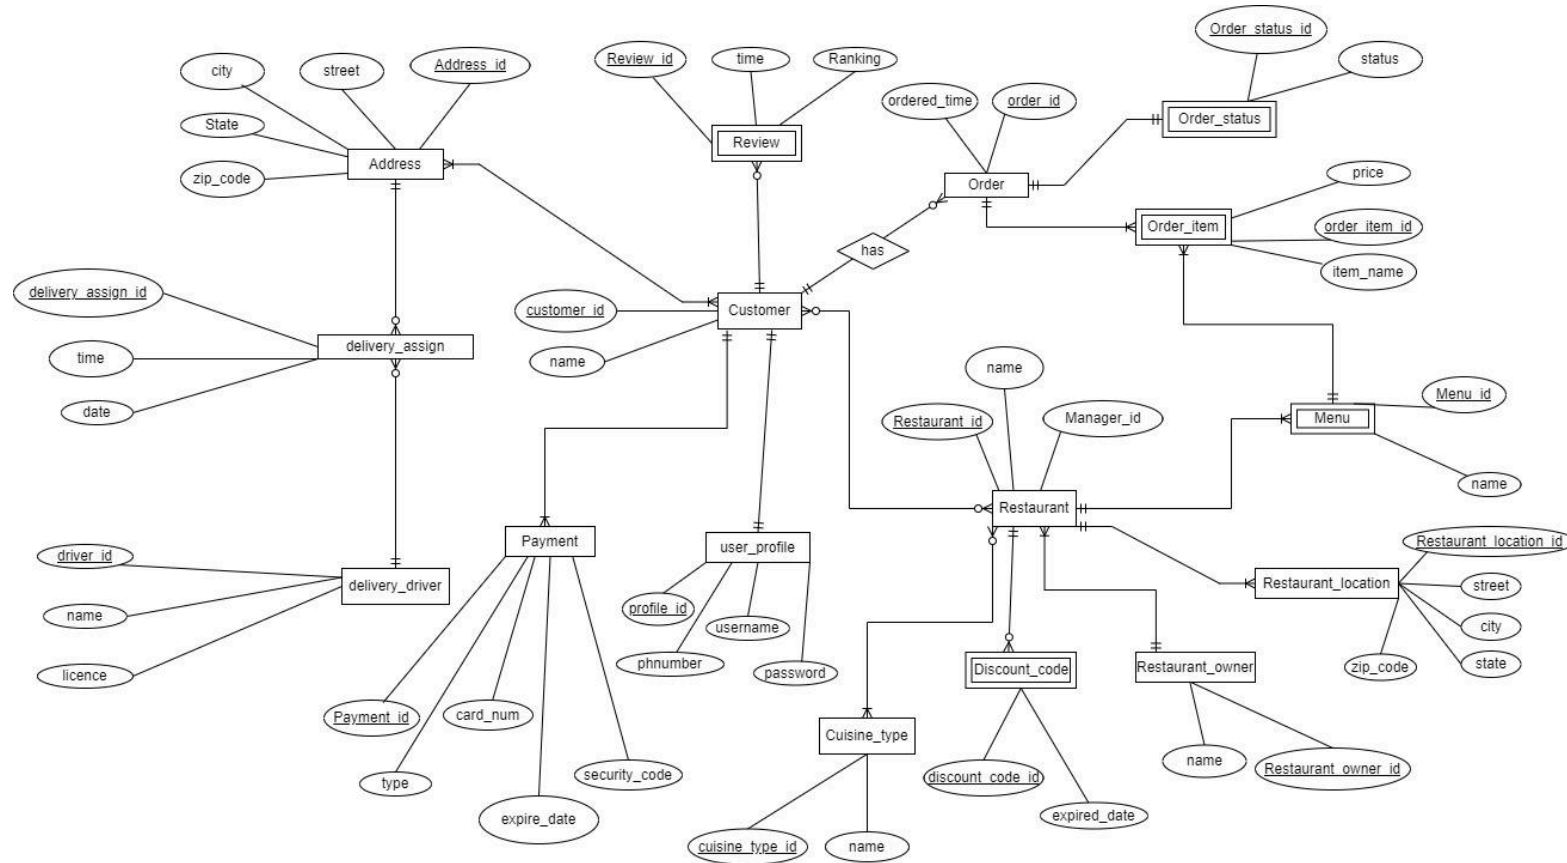 Order_status_id
city
street
Address_id
Review_id
time
Ranking
status
ordered_time
order_id
State
Order_status
Review
Address
zip_code
Order
price
Order_item
order_item_id
has
item_name
delivery_assign_id
customer_id
Customer
delivery_assign
time
name
name
Menu_id
date
Restaurant_id
Manager_id
Menu
name
Restaurant
Payment
user_profile
Restaurant_location_id
driver_id
delivery_driver
Restaurant_location
street
name
profile_id
username
city
phnumber
password
Discount_code
Restaurant_owner
zip_code
state
licence
Payment_id
card_num
Cuisine_type
type
security_code
discount_code_id
name
Restaurant_owner_id
expire_date
expired_date
cuisine_type_id
name